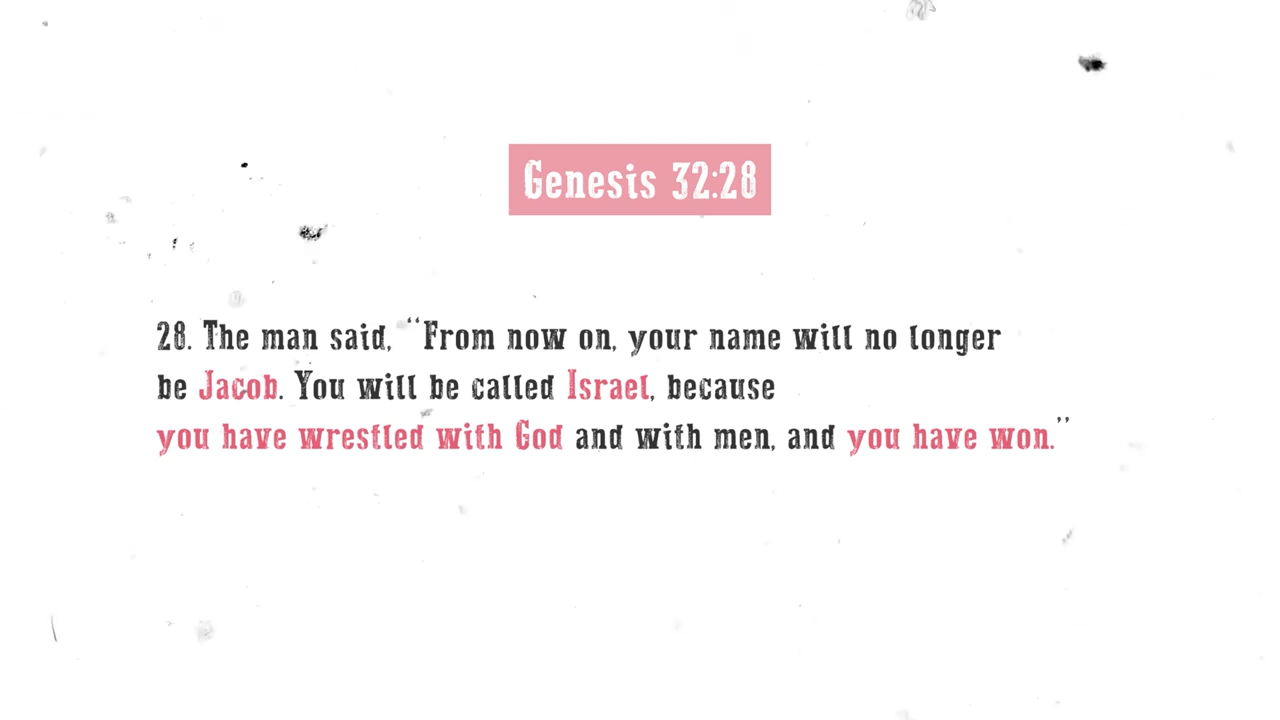 Genesis 32:28
28. The man said, “From now on, your name will no longer
be Jacob. You will be called Israel, because
you have wrestled with God and with men, and you have won.”